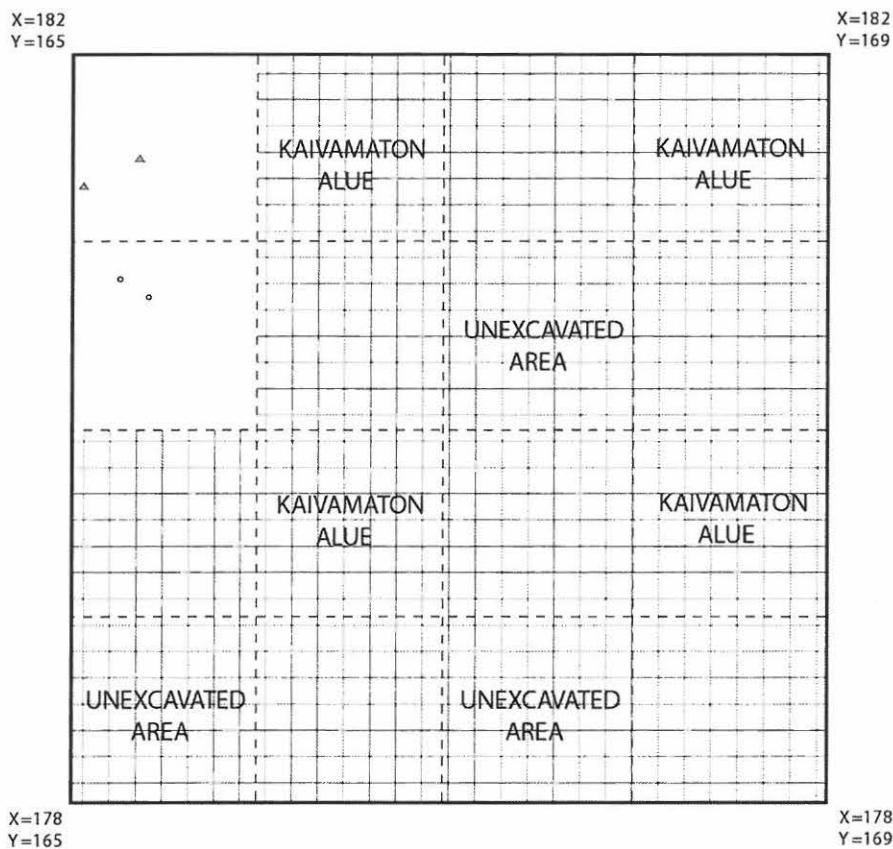 X=182
Y=165
X=182
Y=169
KAIVAMATON
ALUE
KAIVAMATON
ALUE
UNEXCAVATED
AREA
KAIVAMATON
ALUE
KAIVAMATON
ALUE
UNEXCAVATED
AREA
UNEXCAVATED
AREA
X=178
Y=165
X=178
Y=169